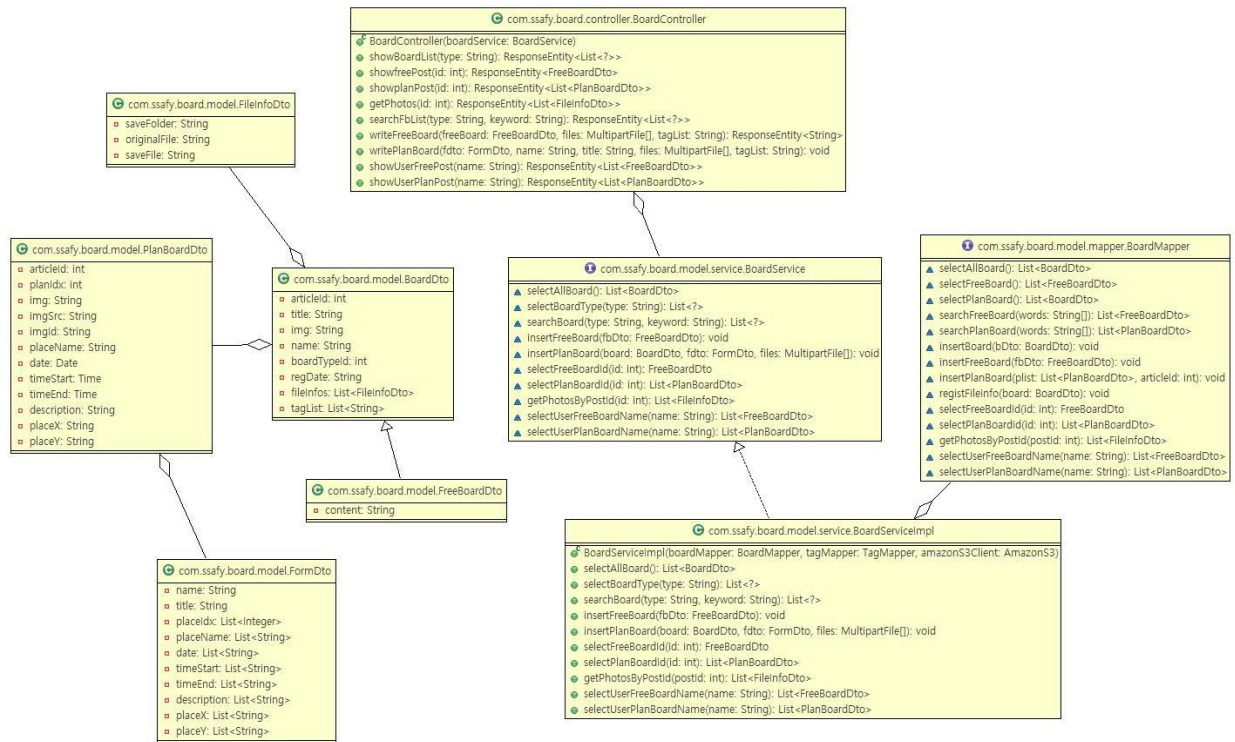 com.ssafy.board.controller.BoardController
BoardController(boardService: BoardService)
showBoardList(type: String): ResponseEntity<List<?>>
showfreePost(id: int): ResponseEntity<FreeBoardDto>
showplanPost(id: int): ResponseEntity<List<PlanBoardDto>>
getPhotos(id: int): ResponseEntity<List<FileInfoDto>>
searchFbList(type: String, keyword: String): ResponseEntity<List<?>>
writeFreeBoard(freeBoard: FreeBoardDto, files: MultipartFile[], tagList: String): ResponseEntity<String>
writePlanBoard(fdto: FormDto, name: String, title: String, files: MultipartFile[], tagList: String): void
showUserFreePost(name: String): ResponseEntity<List<FreeBoardDto>>
showUserPlanPost(name: String): ResponseEntity<List<PlanBoardDto>>
com.ssafy.board.model.FileInfoDto
saveFolder: String
originalFile: String
saveFile: String
com.ssafy.board.model.PlanBoardDto
articleId: int
planIdx: int
img: String
imgSrc: String
imgId: String
placeName: String
date: Date
timeStart: Time
timeEnd: Time
description: String
placeX: String
placeY: String
com.ssafy.board.model.BoardDto
articleId: int
title: String
img: String
name: String
boardTypeId: int
regDate: String
fileInfos: List<FileInfoDto>
tagList: List<String>
com.ssafy.board.model.service.BoardService
selectAllBoard(): List<BoardDto>
selectBoardType(type: String): List<?>
searchBoard(type: String, keyword: String): List<?>
insertFreeBoard(fbDto: FreeBoardDto): void
insertPlanBoard(board: BoardDto, fdto: FormDto, files: MultipartFile[]): void
selectFreeBoardId(id: int): FreeBoardDto
selectPlanBoardId(id: int): List<PlanBoardDto>
getPhotosByPostid(id: int): List<FileInfoDto>
selectUserFreeBoardName(name: String): List<FreeBoardDto>
selectUserPlanBoardName(name: String): List<PlanBoardDto>
com.ssafy.board.model.mapper.BoardMapper
selectAllBoard(): List<BoardDto>
selectFreeBoard(): List<FreeBoardDto>
selectPlanBoard(): List<BoardDto>
searchFreeBoard(words: String[]): List<FreeBoardDto>
searchPlanBoard(words: String[]): List<PlanBoardDto>
insertBoard(bDto: BoardDto): void
insertFreeBoard(fbDto: FreeBoardDto): void
insertPlanBoard(plist: List<PlanBoardDto>, articleId: int): void
registFileInfo(board: BoardDto): void
selectFreeBoardId(id: int): FreeBoardDto
selectPlanBoardId(id: int): List<PlanBoardDto>
getPhotosByPostId(postId: int): List<FileInfoDto>
selectUserFreeBoardName(name: String): List<FreeBoardDto>
selectUserPlanBoardName(name: String): List<PlanBoardDto>
com.ssafy.board.model.FreeBoardDto
content: String
com.ssafy.board.model.FormDto
name: String
title: String
placeIdx: List<Integer>
placeName: List<String>
date: List<String>
timeStart: List<String>
timeEnd: List<String>
description: List<String>
placeX: List<String>
placeY: List<String>
com.ssafy.board.model.service.BoardServiceImpl
BoardServiceImpl(boardMapper: BoardMapper, tagMapper: TagMapper, amazonS3Client: AmazonS3)
selectAllBoard(): List<BoardDto>
selectBoardType(type: String): List<?>
searchBoard(type: String, keyword: String): List<?>
insertFreeBoard(fbDto: FreeBoardDto): void
insertPlanBoard(board: BoardDto, fdto: FormDto, files: MultipartFile[]): void
selectFreeBoardId(id: int): FreeBoardDto
selectPlanBoardId(id: int): List<PlanBoardDto>
getPhotosByPostid(postId: int): List<FileInfoDto>
selectUserFreeBoardName(name: String): List<FreeBoardDto>
selectUserPlanBoardName(name: String): List<PlanBoardDto>